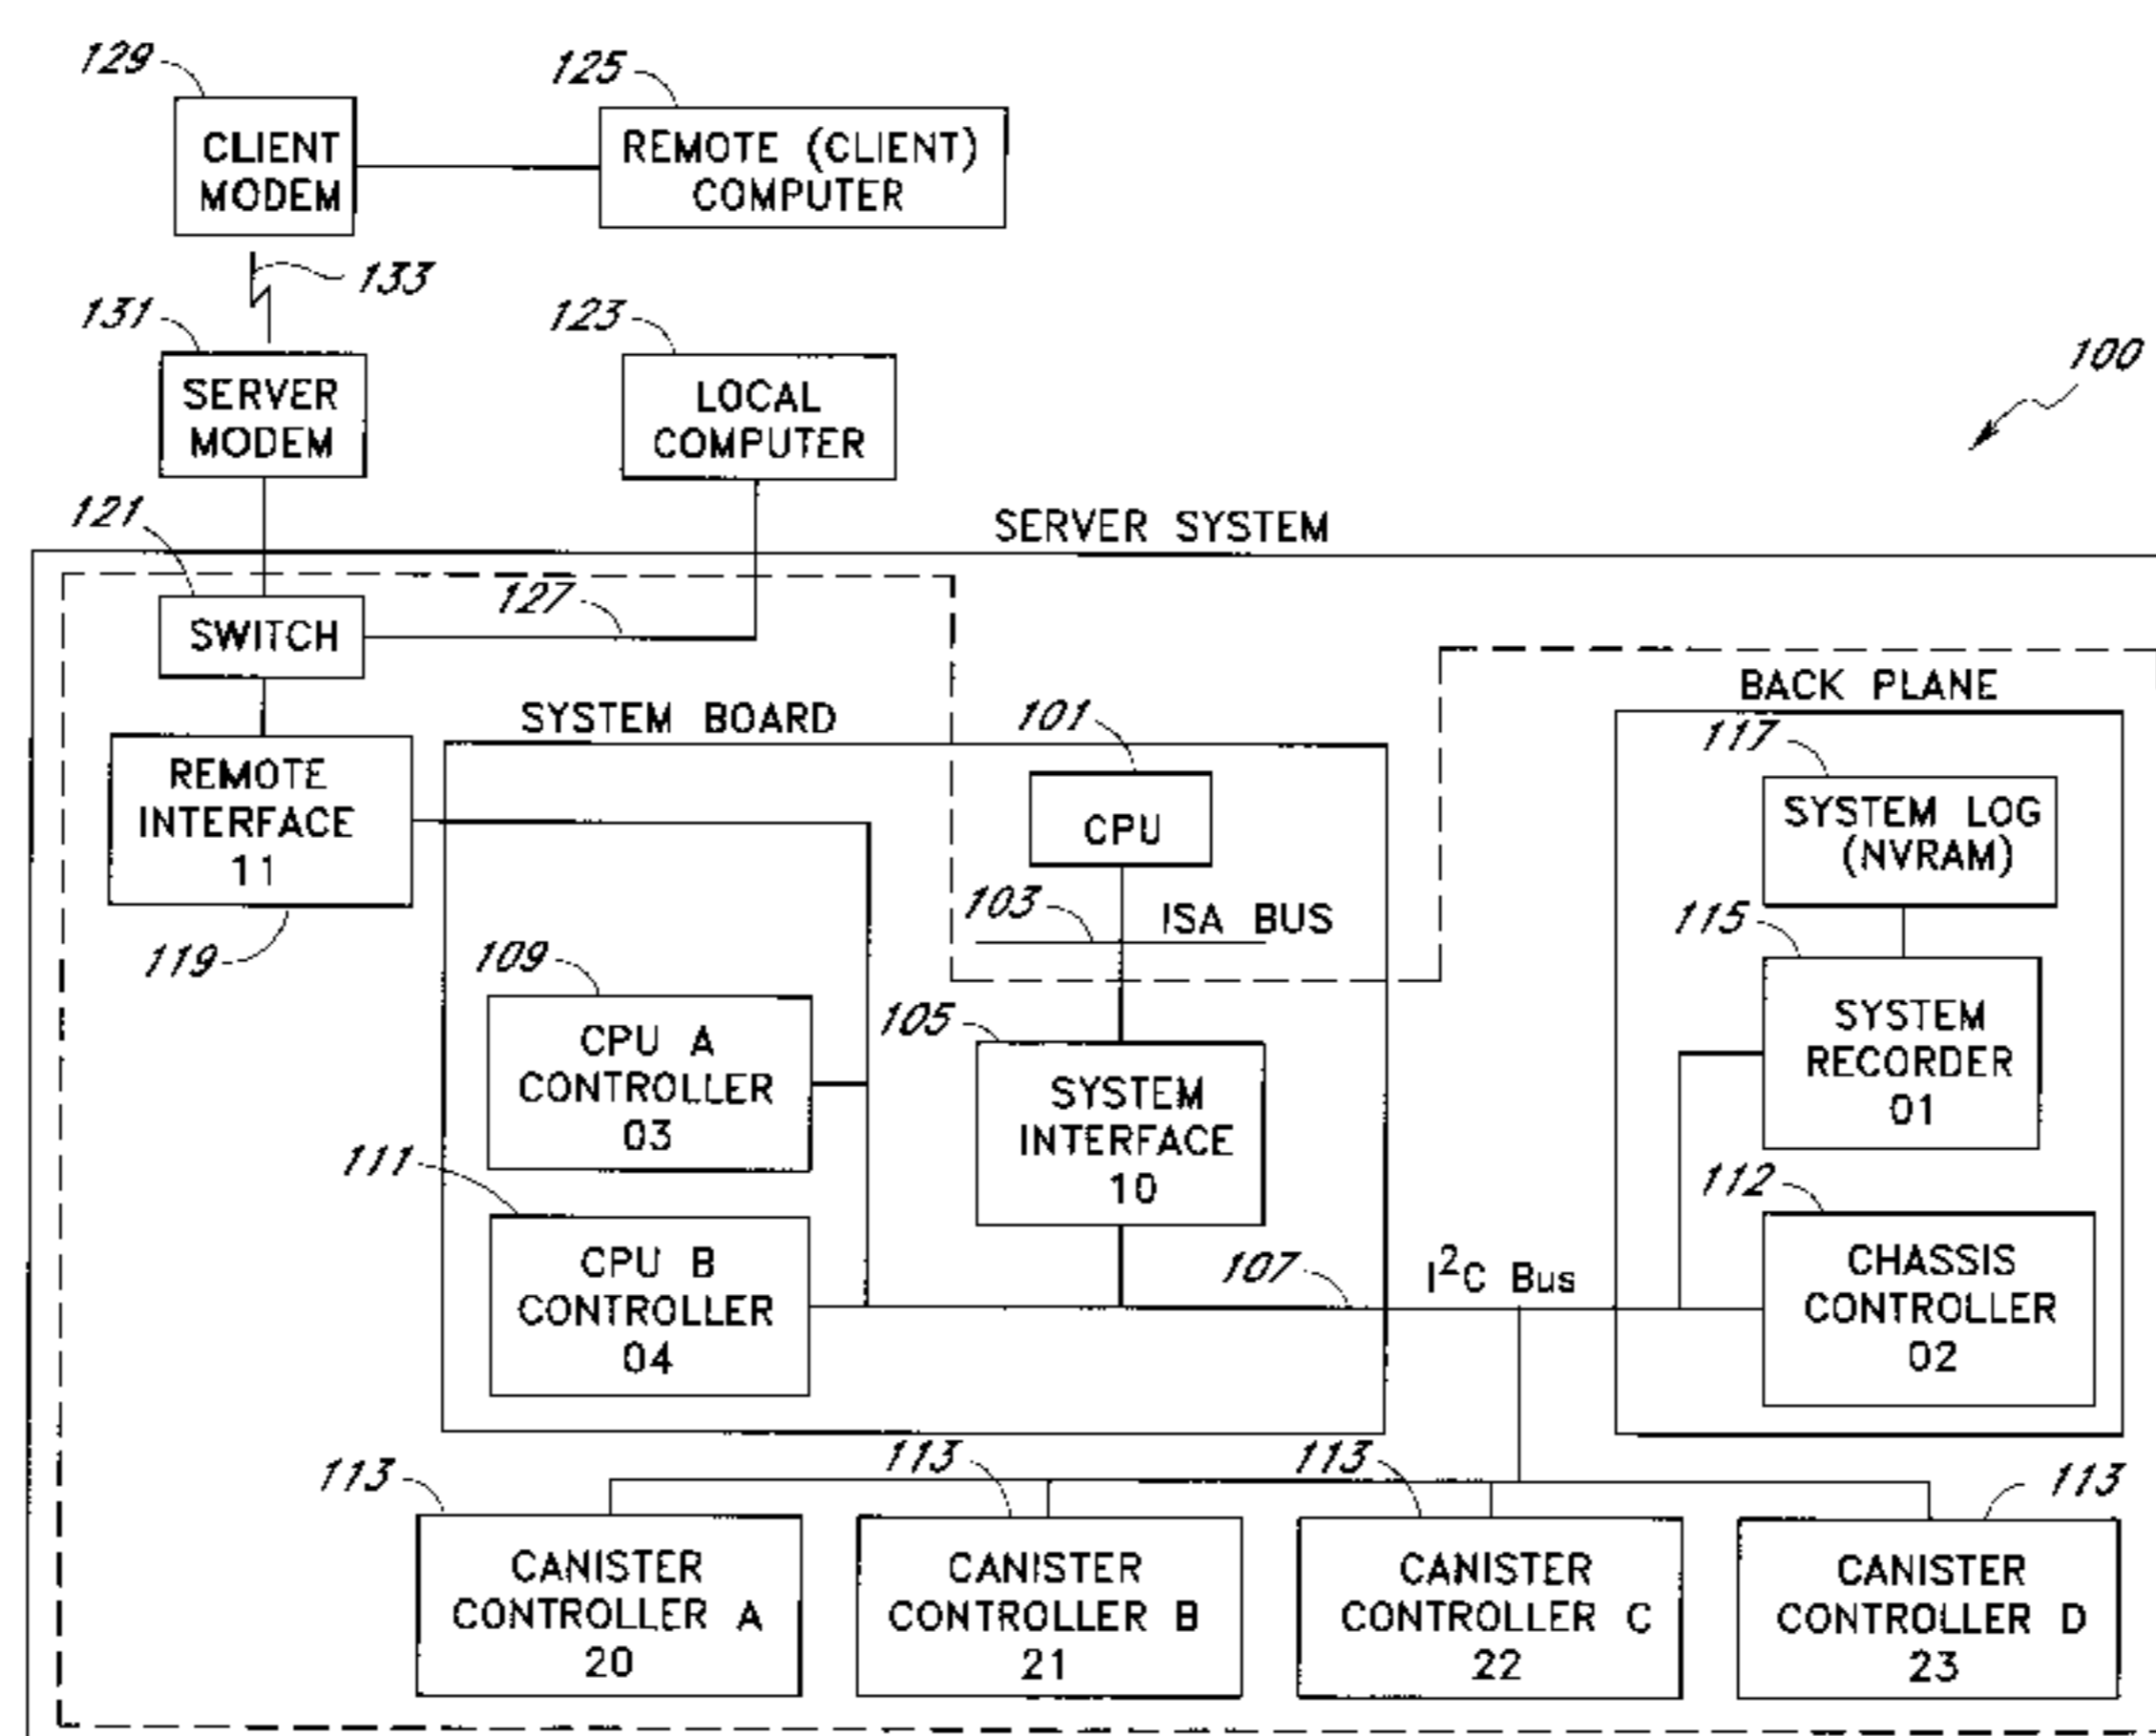 129
125
CLIENT
MODEM
REMOTE (CLIENT)
COMPUTER
133
131
123
100
SERVER
MODEM
LOCAL
COMPUTER
121
SERVER SYSTEM
127
SWITCH
BACK PLANE
SYSTEM BOARD
101
117
REMOTE
INTERFACE
11
CPU
SYSTEM LOG
(NVRAM)
103
ISA BUS
115
119
109
105
CPU A
CONTROLLER
03
SYSTEM
INTERFACE
10
SYSTEM
RECORDER
01
111
112
CPU B
CONTROLLER
04
107
I²C Bus
CHASSIS
CONTROLLER
02
113
113
113
113
CANISTER
CONTROLLER A
20
CANISTER
CONTROLLER B
21
CANISTER
CONTROLLER C
22
CANISTER
CONTROLLER D
23